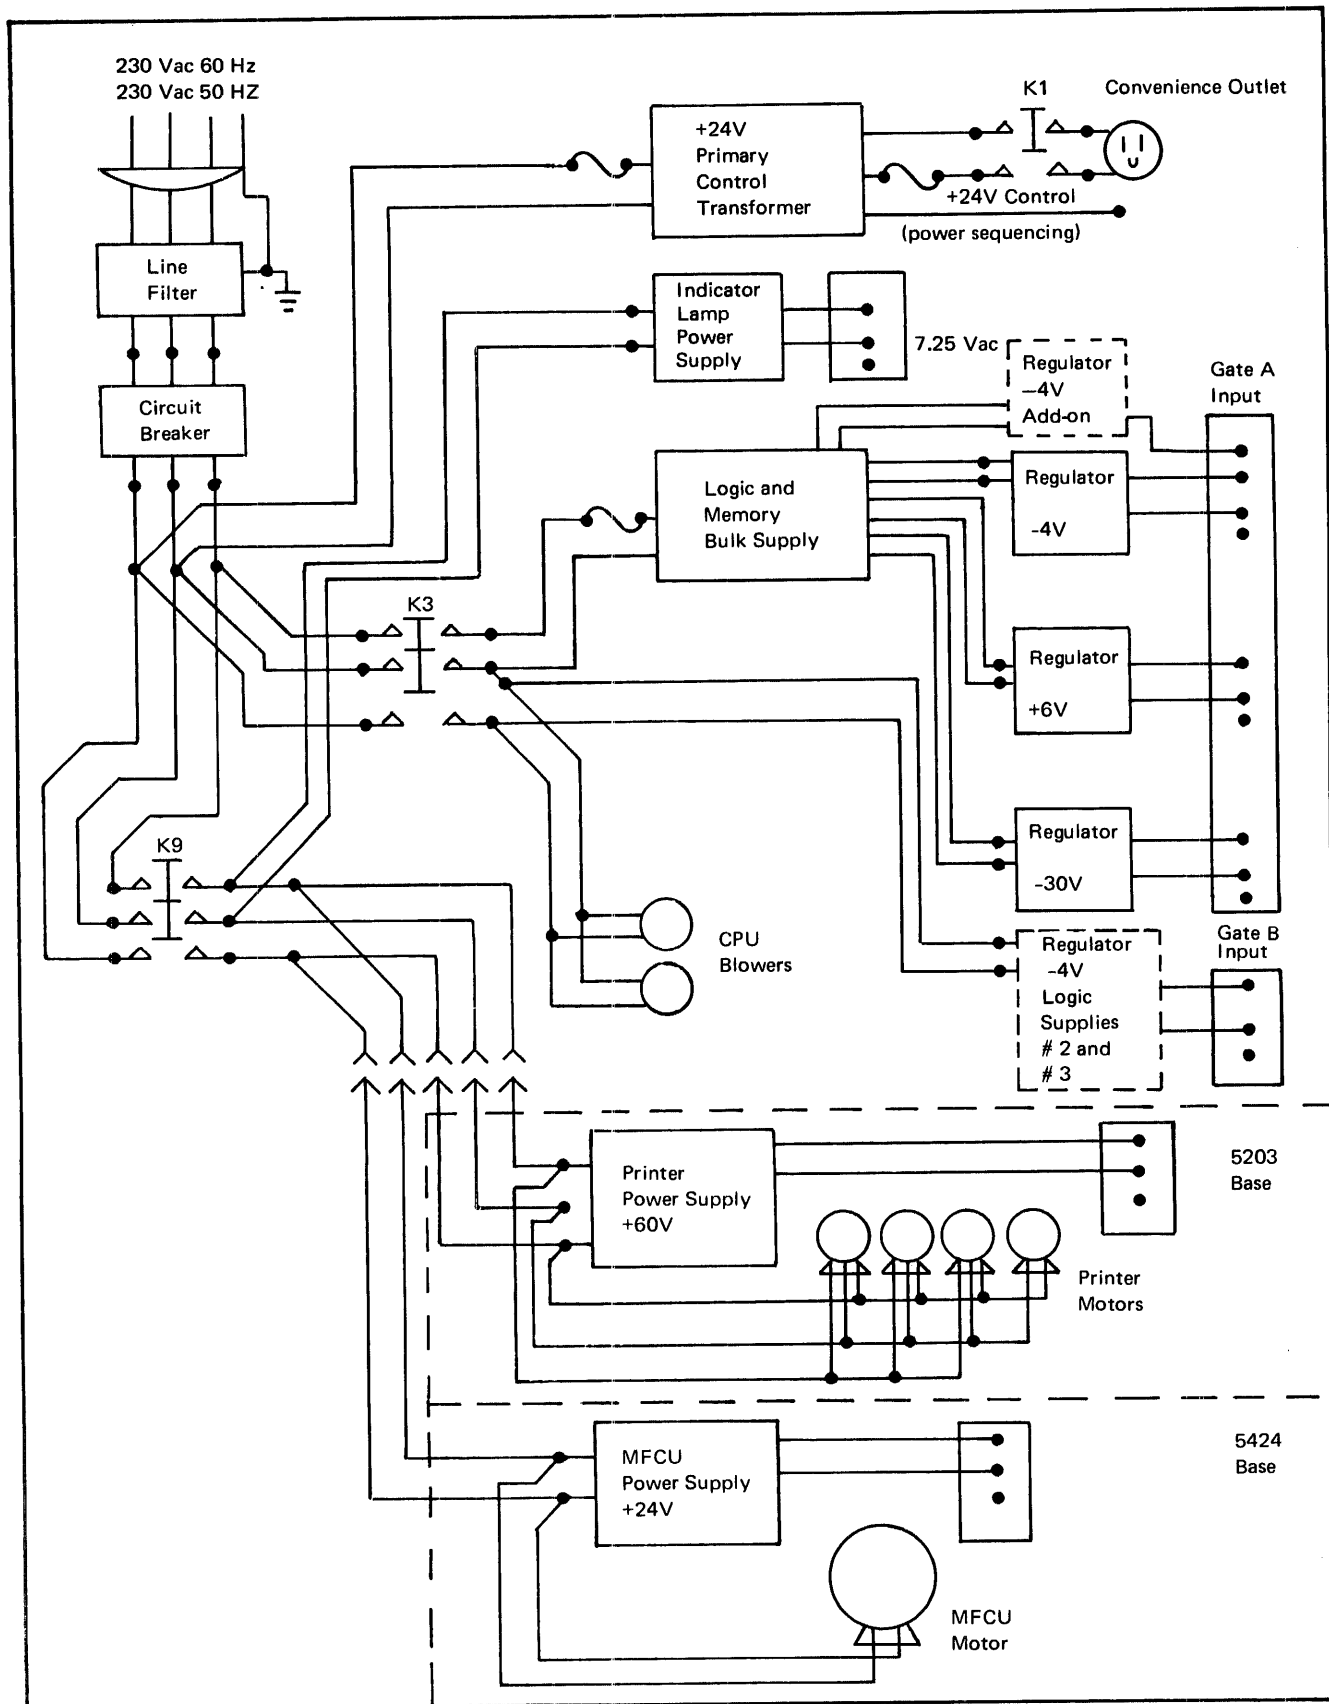 230 Vac 60 Hz
230 Vac 50 HZ
Line
Filter
Circuit
Breaker
+24V
Primary
Control
Transformer
K1
Convenience Outlet
+24V Control
(power sequencing)
Indicator
Lamp
Power
Supply
7.25 Vac
Regulator
-4V
Add-on
Gate A
Input
Logic and
Memory
Bulk Supply
Regulator
-4V
K3
Regulator
+6V
Regulator
-30V
K9
CPU
Blowers
Gate B
Input
Regulator
-4V
Logic
Supplies
# 2 and
# 3
Printer
Power Supply
+60V
5203
Base
Printer
Motors
MFCU
Power Supply
+24V
5424
Base
MFCU
Motor